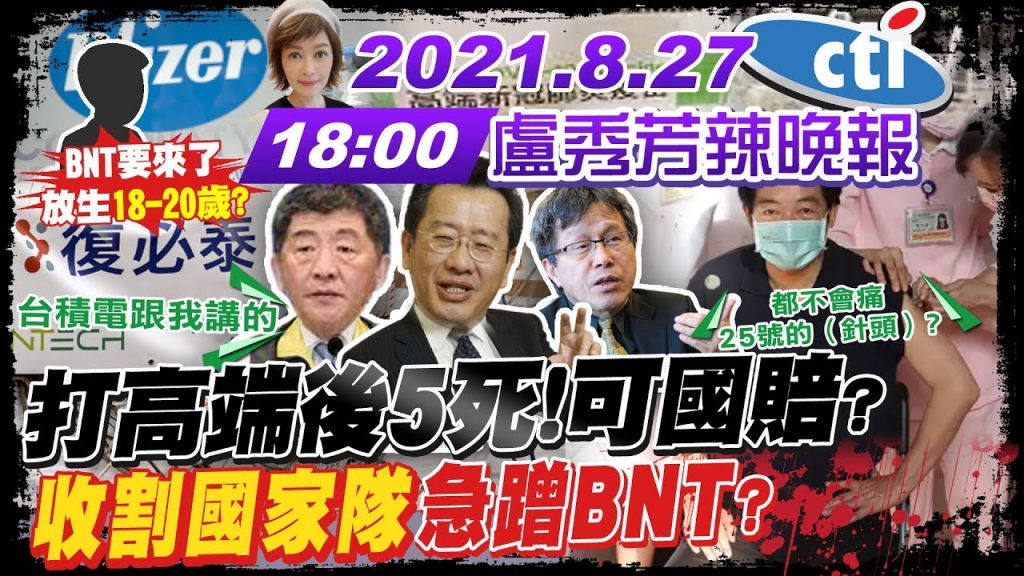 Pfizer
2021.8.27
cti
18:00 盧秀芳辣晚報
BNT要來了
放生18-20歲?
復必泰
台積電跟我講的
NTECH
都不會痛
25號的(針頭)?
打高端後5死!可國賠?
收割國家隊急蹭BNT?